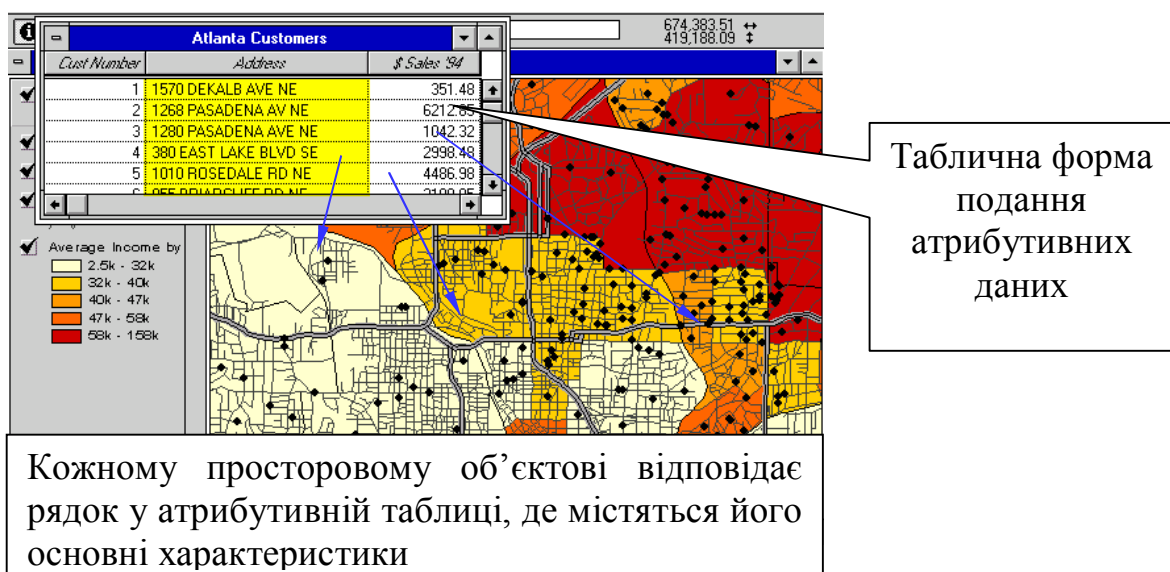 674,383.51
419,188.09
Atlanta Customers
Cust Number Address $ Sales '94
1 1570 DEKALB AVE NE 351.48
2 1268 PASADENA AV NE 6212.85
3 1280 PASADENA AVE NE 1042.32
4 380 EAST LAKE BLVD SE 2998.48
5 1010 ROSEDALE RD NE 4486.98
Average Income by
2.5k - 32k
32k - 40k
40k - 47k
47k - 58k
58k - 158k
Таблична форма
подання
атрибутивних
даних
Кожному просторовому об’єктові відповідає
рядок у атрибутивній таблиці, де містяться його
основні характеристики